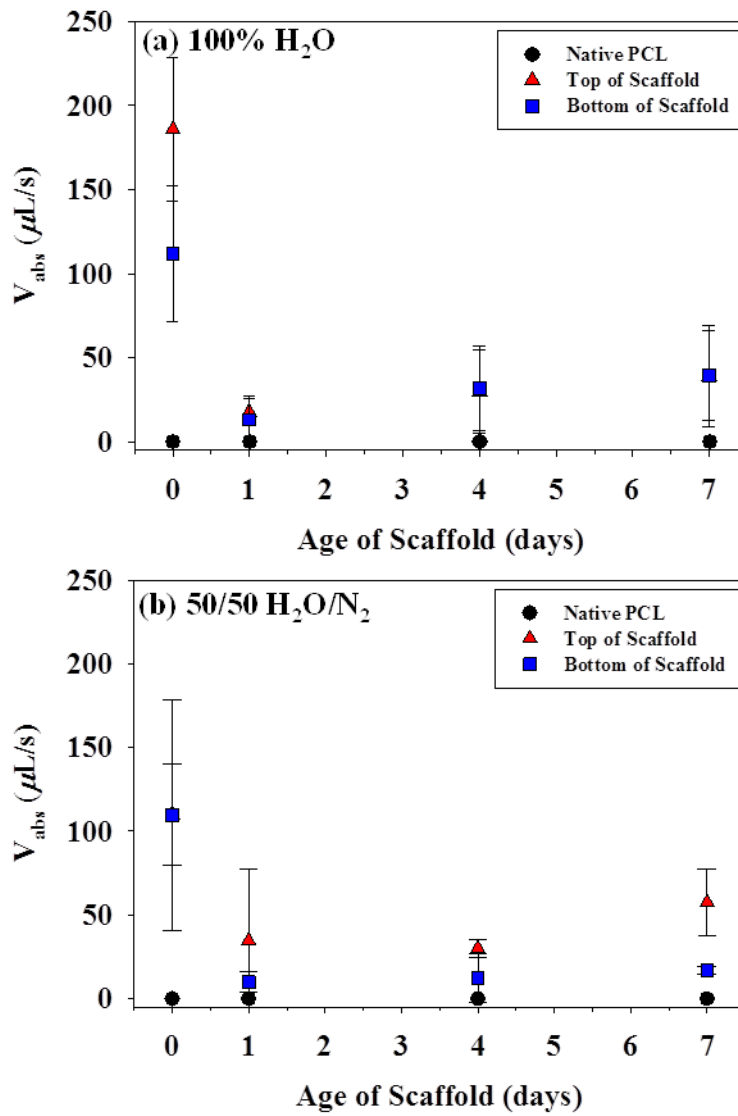 (a) 100% H₂O
Native PCL
Top of Scaffold
Bottom of Scaffold
250
200
150
100
50
0
V_abs (μL/s)
0 1 2 3 4 5 6 7
Age of Scaffold (days)
(b) 50/50 H₂O/N₂
Native PCL
Top of Scaffold
Bottom of Scaffold
250
200
150
100
50
0
V_abs (μL/s)
0 1 2 3 4 5 6 7
Age of Scaffold (days)